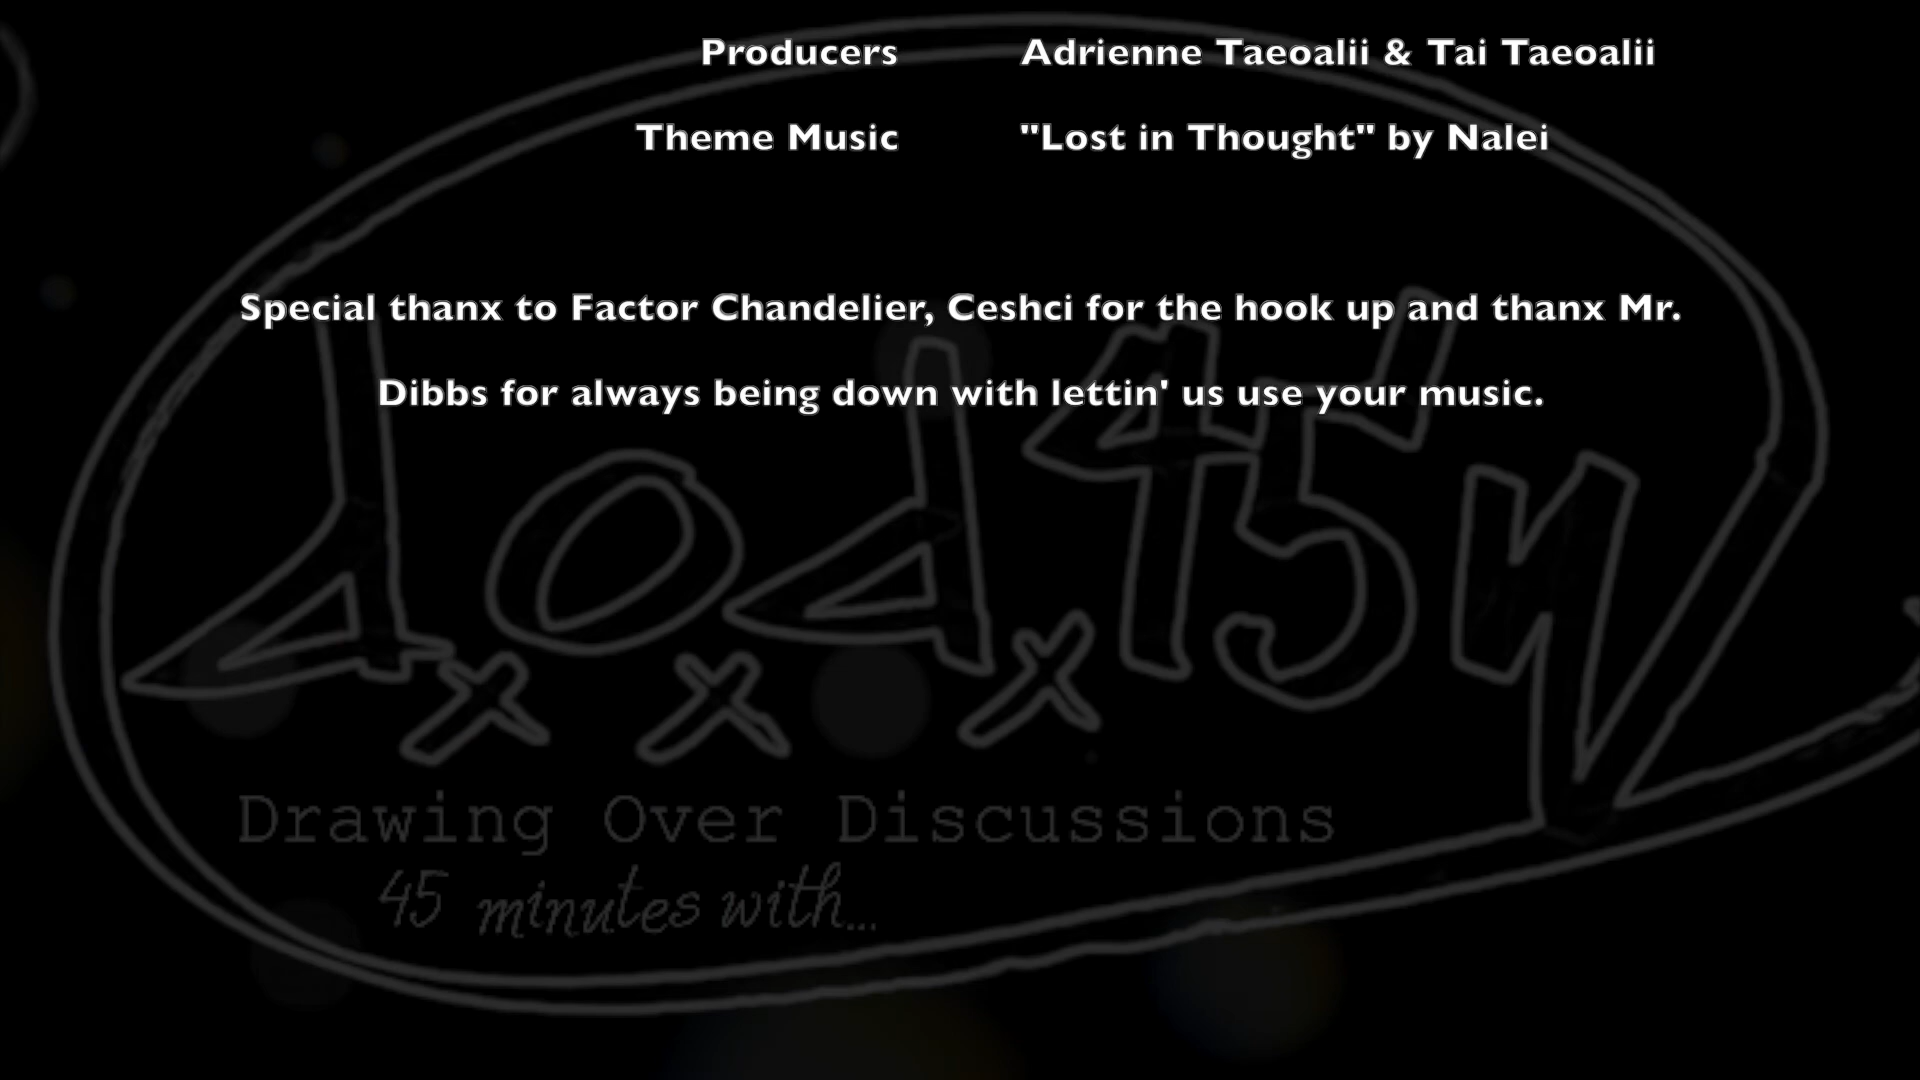 Producers Adrienne Taeoalii & Tai Taeoalii
Theme Music "Lost in Thought" by Nalei
Special thanx to Factor Chandelier, Ceshci for the hook up and thanx Mr.
Dibbs for always being down with lettin' us use your music.
dod45w
x x x
Drawing Over Discussions
45 minutes with...